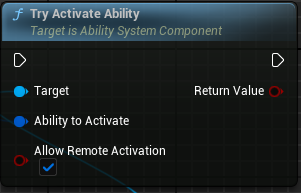 Try Activate Ability
Target is Ability System Component
Target
Return Value
Ability to Activate
Allow Remote Activation